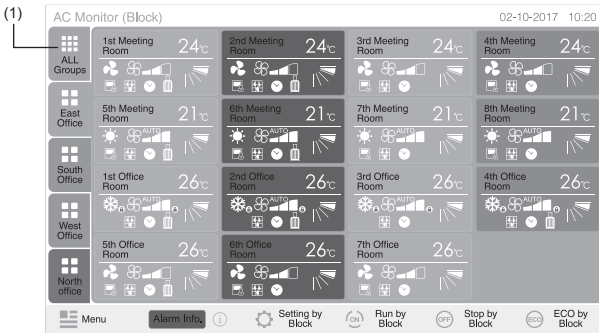 (1)
AC Monitor (Block)
02-10-2017 10:20
ALL
Groups
East
Office
South
Office
West
Office
North
office
1st Meeting
Room
24°C
2nd Meeting
Room
24°C
3rd Meeting
Room
24°C
4th Meeting
Room
24°C
5th Meeting
Room
21°C
AUTO
6th Meeting
Room
21°C
AUTO
7th Meeting
Room
21°C
AUTO
8th Meeting
Room
21°C
AUTO
1st Office
Room
26°C
2nd Office
Room
26°C
3rd Office
Room
26°C
4th Office
Room
26°C
5th Office
Room
26°C
6th Office
Room
26°C
7th Office
Room
26°C
Menu
Alarm Info.
i
Setting by
Block
ON
Run by
Block
OFF
Stop by
Block
ECO
ECO by
Block